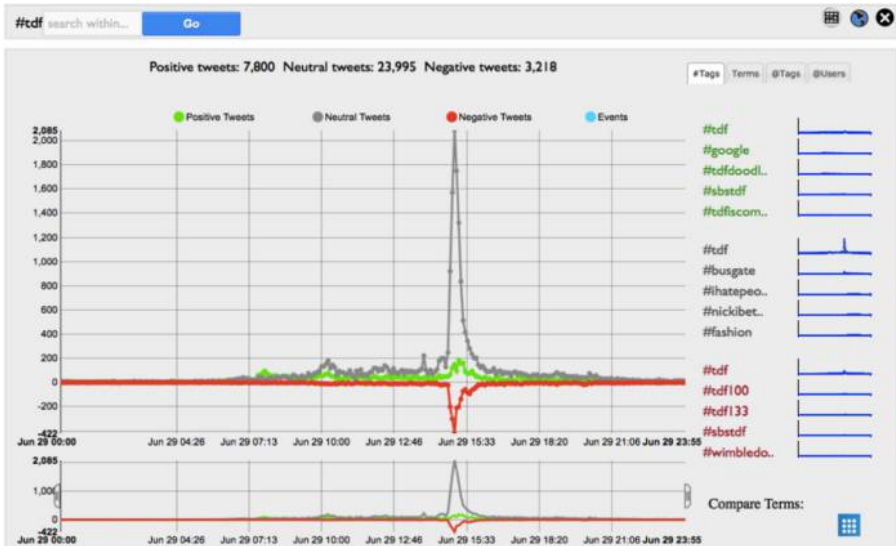 #tdf search within... Go
Positive tweets: 7,800 Neutral tweets: 23,995 Negative tweets: 3,218
#Tags Terms @Tags @Users
Positive Tweets Neutral Tweets Negative Tweets Events
2,085
2,000
1,800
1,600
1,400
1,200
1,000
800
600
400
200
0
-200
-422
Jun 29 00:00 Jun 29 04:26 Jun 29 07:13 Jun 29 10:00 Jun 29 12:46 Jun 29 15:33 Jun 29 18:20 Jun 29 21:06 Jun 29 23:55
#tdf
#google
#tdfdoodl..
#sbstdf
#tdfiscom..
#tdf
#busgate
#ihatepeo..
#nickibet..
#fashion
#tdf
#tdf100
#tdf133
#sbstdf
#wimbledo..
2,085
1,000
0
-422
Jun 29 00:00 Jun 29 04:26 Jun 29 07:13 Jun 29 10:00 Jun 29 12:46 Jun 29 15:33 Jun 29 18:20 Jun 29 21:06 Jun 29 23:55
Compare Terms: